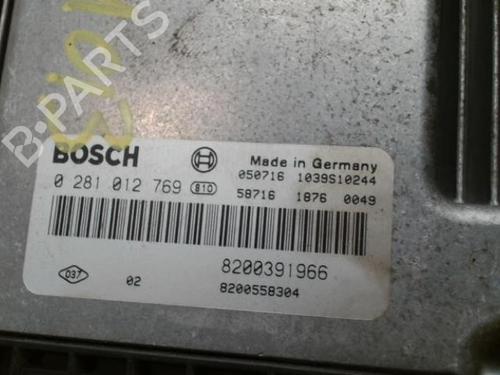 B-PARTS
BOSCH
Made in Germany
050716 1039S10244
0 281 012 769 810
58716 1876 0049
8200391966
037 02
8200558304